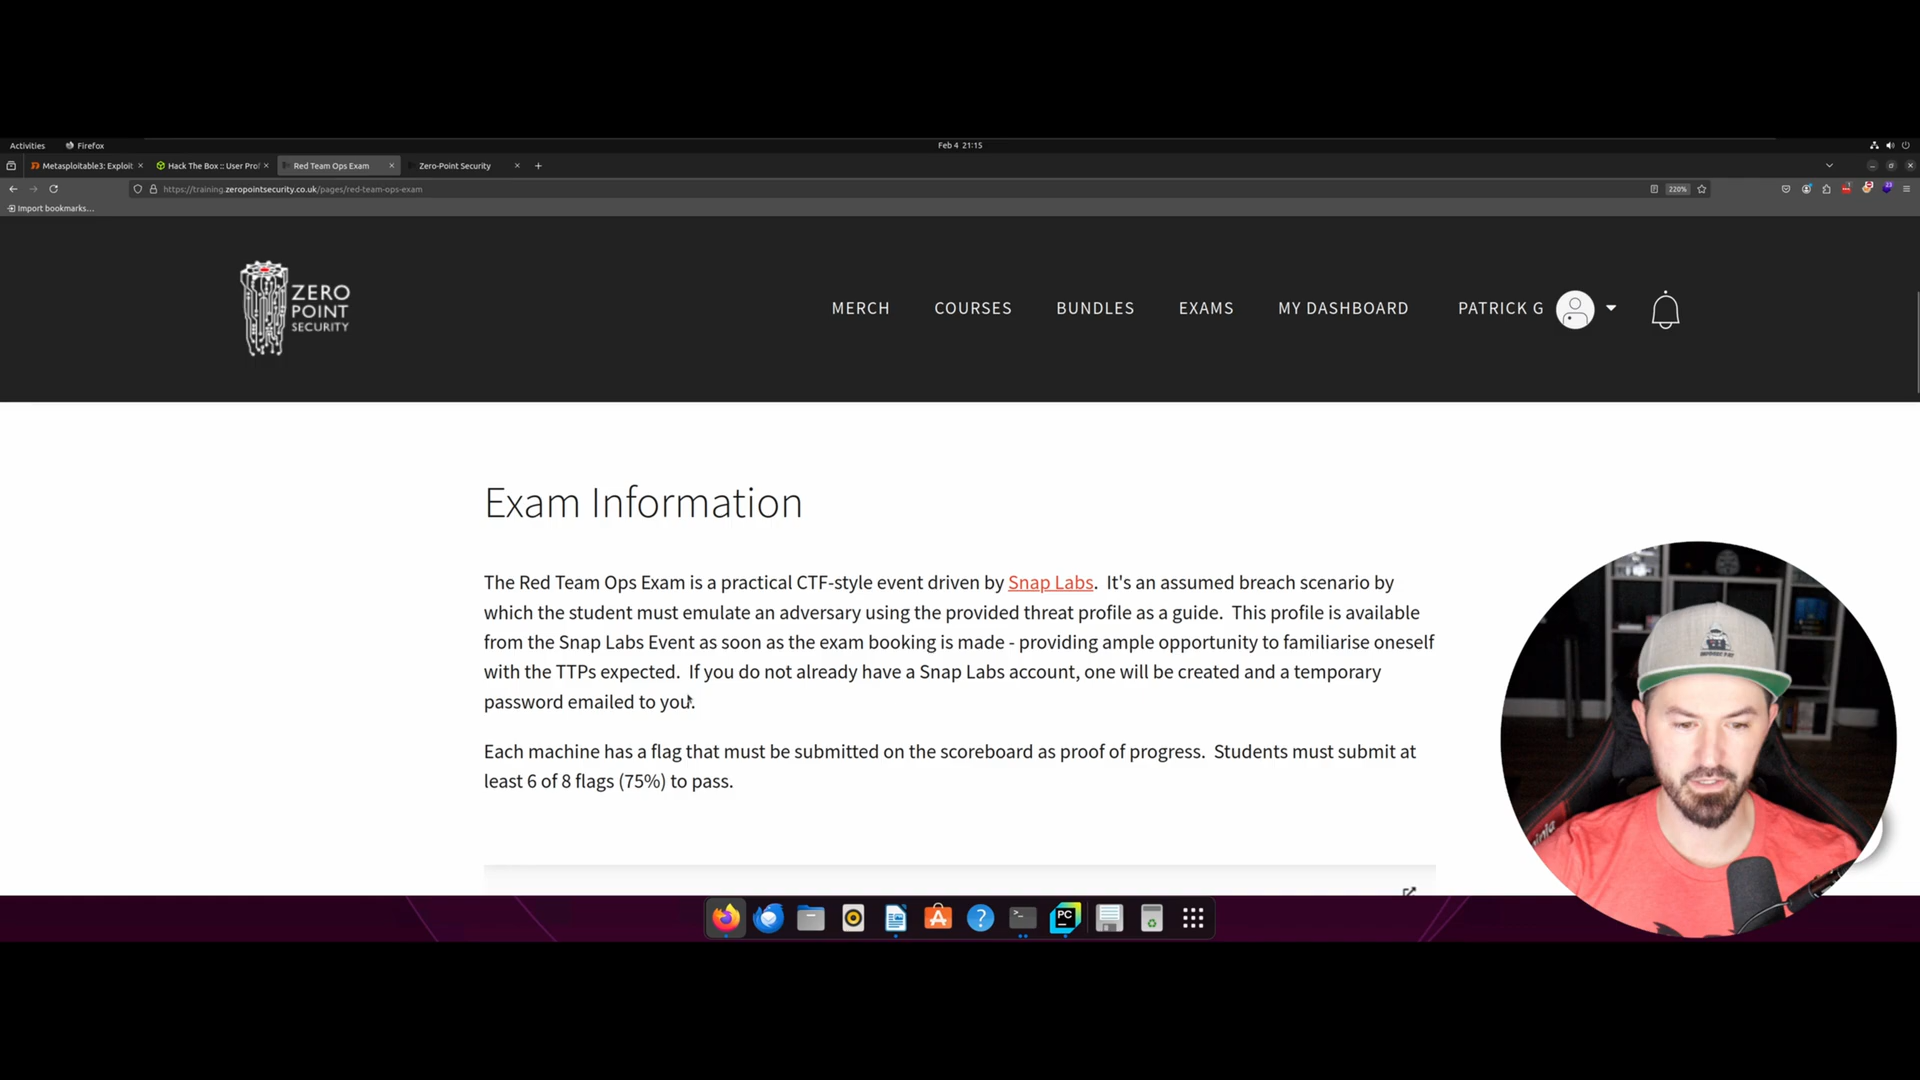 Activities
Firefox
Feb 4 21:15
Metasploitable3: Exploit
Hack The Box :: User Prof
Red Team Ops Exam
Zero-Point Security
https://training.zeropointsecurity.co.uk/pages/red-team-ops-exam
220%
Import bookmarks...
ZERO
POINT
SECURITY
MERCH
COURSES
BUNDLES
EXAMS
MY DASHBOARD
PATRICK G
Exam Information
The Red Team Ops Exam is a practical CTF-style event driven by Snap Labs. It's an assumed breach scenario by
which the student must emulate an adversary using the provided threat profile as a guide. This profile is available
from the Snap Labs Event as soon as the exam booking is made - providing ample opportunity to familiarise oneself
with the TTPs expected. If you do not already have a Snap Labs account, one will be created and a temporary
password emailed to you.
Each machine has a flag that must be submitted on the scoreboard as proof of progress. Students must submit at
least 6 of 8 flags (75%) to pass.
PC